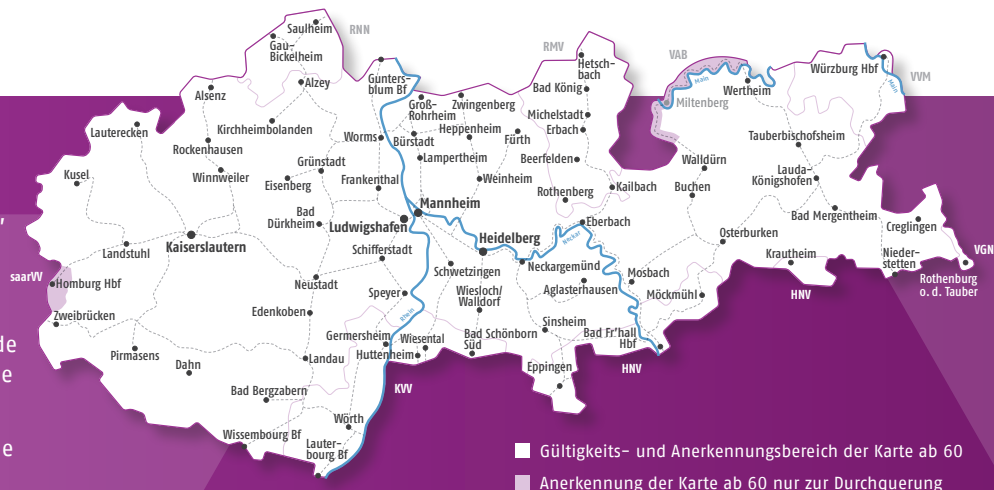 Saulheim
RNN
Gau-
Bickelheim
RMV
Hetsch-
bach
VAB
Würzburg Hbf
VVM
Alzey
Gunters-
blum Bf
Bad König
Main
Wertheim
Main
Alsenz
Groß-
Rohrheim
Zwingenberg
Miltenberg
Michelstadt
Lauterecken
Kirchheimbolanden
Worms
Bürstadt
Heppenheim
Fürth
Erbach
Tauberbischofsheim
Rockenhausen
Grünstadt
Lampertheim
Beerfelden
Walldürn
Kusel
Winnweiler
Eisenberg
Frankenthal
Weinheim
Rothenberg
Kailbach
Buchen
Lauda-
Königshofen
Bad
Dürkheim
Ludwigshafen
Mannheim
Eberbach
Bad Mergentheim
Creglingen
Kaiserslautern
Heidelberg
Neckar
Osterburken
Landstuhl
Schifferstadt
VGN
saarVV
Homburg Hbf
Neustadt
Schwetzingen
Neckargemünd
Mosbach
Krautheim
Nieder-
stetten
Rothenburg
o. d. Tauber
Speyer
Wiesloch/
Walldorf
Aglasterhausen
Möckmühl
HNV
Zweibrücken
Edenkoben
Rhein
Germersheim
Wiesental
Bad Schönborn
Süd
Sinsheim
Bad Fr'hall
Hbf
de
Pirmasens
Landau
Huttenheim
Dahn
Eppingen
HNV
e
Bad Bergzabern
KVV
Wörth
Wissembourg Bf
Lauter-
bourg Bf
e
Gültigkeits- und Anerkennungsbereich der Karte ab 60
Anerkennung der Karte ab 60 nur zur Durchquerung